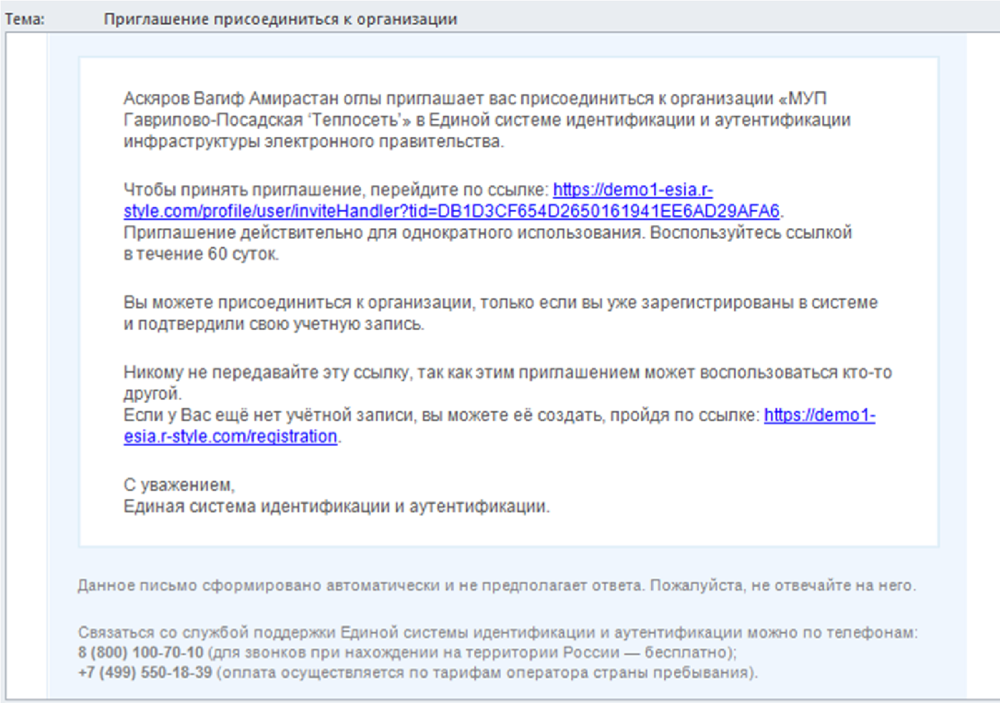 Тема: Приглашение присоединиться к организации
Аскяров Вагиф Амирастан оглы приглашает вас присоединиться к организации «МУП
Гаврилово-Посадская ‘Теплосеть’» в Единой системе идентификации и аутентификации
инфраструктуры электронного правительства.
Чтобы принять приглашение, перейдите по ссылке: https://demo1-esia.r-
style.com/profile/user/inviteHandler?tid=DB1D3CF654D2650161941EE6AD29AFA6.
Приглашение действительно для однократного использования. Воспользуйтесь ссылкой
в течение 60 суток.
Вы можете присоединиться к организации, только если вы уже зарегистрированы в системе
и подтвердили свою учетную запись.
Никому не передавайте эту ссылку, так как этим приглашением может воспользоваться кто-то
другой.
Если у Вас ещё нет учётной записи, вы можете её создать, пройдя по ссылке: https://demo1-
esia.r-style.com/registration.
С уважением,
Единая система идентификации и аутентификации.
Данное письмо сформировано автоматически и не предполагает ответа. Пожалуйста, не отвечайте на него.
Связаться со службой поддержки Единой системы идентификации и аутентификации можно по телефонам:
8 (800) 100-70-10 (для звонков при нахождении на территории России — бесплатно);
+7 (499) 550-18-39 (оплата осуществляется по тарифам оператора страны пребывания).